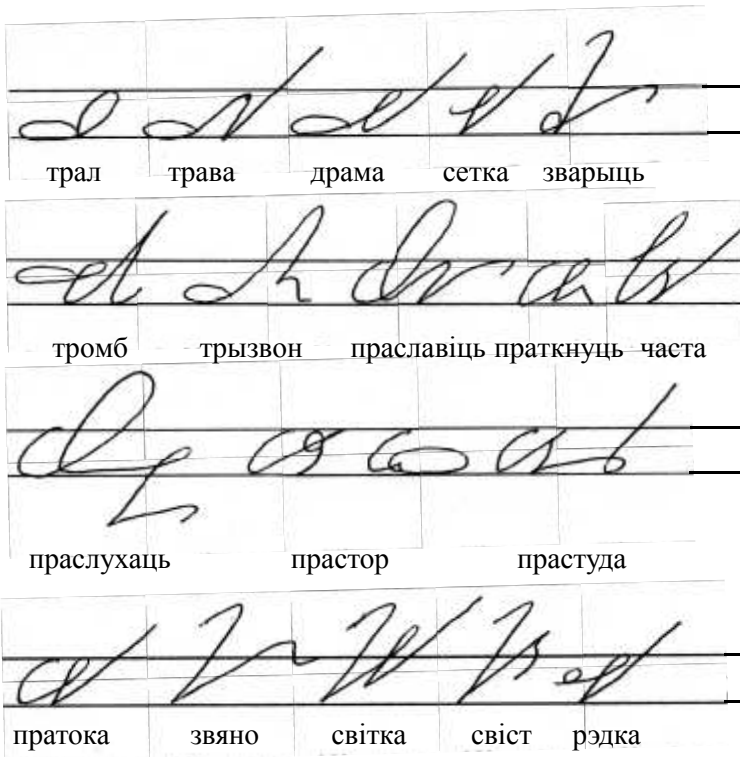 трал трава драма сетка зварыць
тромб трызвон праславіць праткнуць часта
праслухаць прастор прастуда
пратока звяно світка свіст рэдка